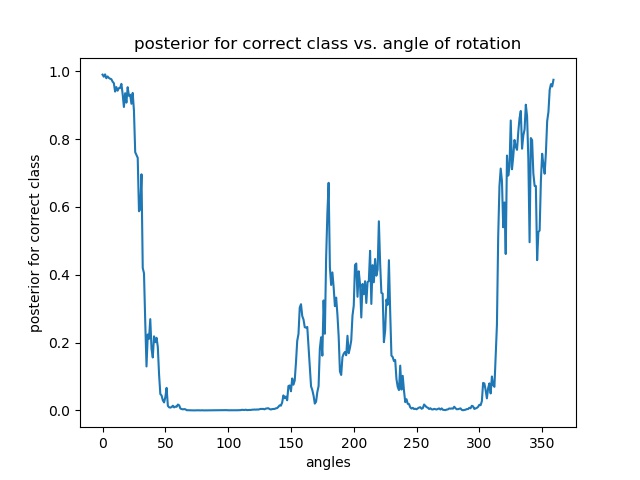 posterior for correct class vs. angle of rotation
1.0
0.8
0.6
0.4
0.2
0.0
posterior for correct class
0 50 100 150 200 250 300 350
angles